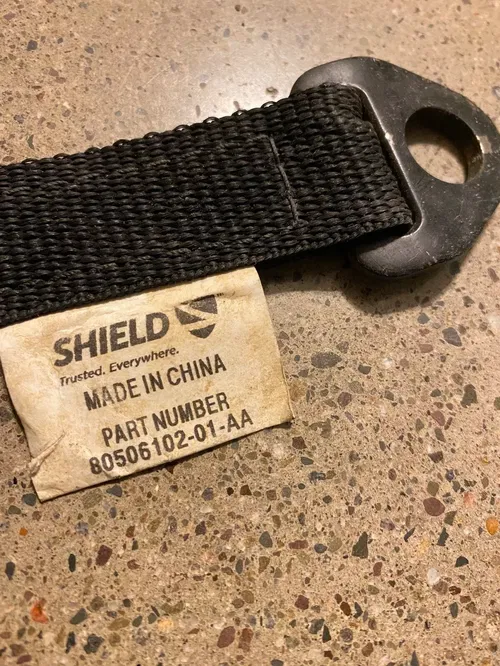 SHIELD
Trusted. Everywhere.
MADE IN CHINA
PART NUMBER
80506102-01-AA